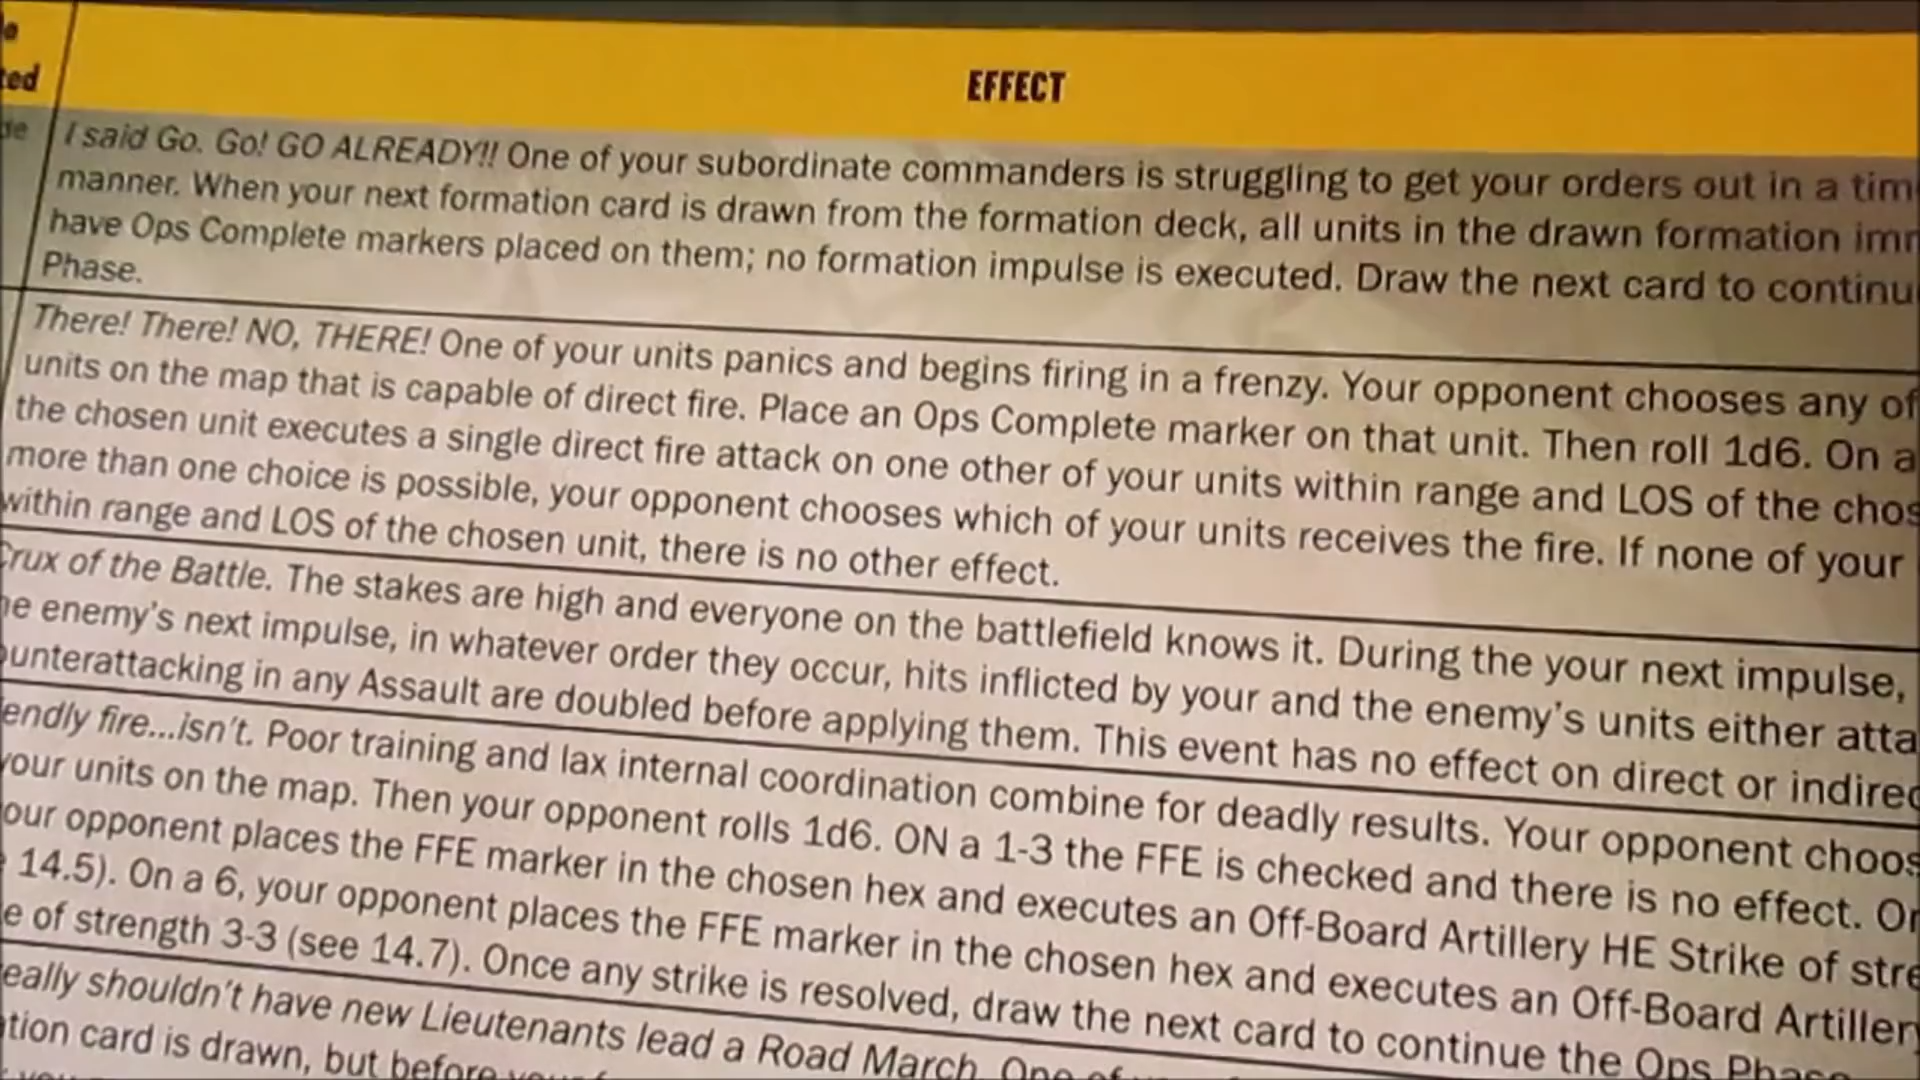 ted
EFFECT
I said Go. Go! GO ALREADY!! One of your subordinate commanders is struggling to get your orders out in a
manner. When your next formation card is drawn from the formation deck, all units in the drawn formation
have Ops Complete markers placed on them; no formation impulse is executed. Draw the next card to
Phase.
There! There! NO, THERE! One of your units panics and begins firing in a frenzy. Your opponent chooses any of
units on the map that is capable of direct fire. Place an Ops Complete marker on that unit. Then roll 1d6. On a
the chosen unit executes a single direct fire attack on one other of your units within range and LOS of the
more than one choice is possible, your opponent chooses which of your units receives the fire. If none of your
within range and LOS of the chosen unit, there is no other effect.
Crux of the Battle. The stakes are high and everyone on the battlefield knows it. During the your next impulse,
enemy's next impulse, in whatever order they occur, hits inflicted by your and the enemy's units either
in any Assault are doubled before applying them. This event has no effect on direct or
fire...isn't. Poor training and lax internal coordination combine for deadly results. Your opponent
your units on the map. Then your opponent rolls 1d6. ON a 1-3 the FFE is checked and there is no effect.
our opponent places the FFE marker in the chosen hex and executes an Off-Board Artillery HE Strike of
14.5). On a 6, your opponent places the FFE marker in the chosen hex and executes an Off-Board
of strength 3-3 (see 14.7). Once any strike is resolved, draw the next card to continue the Ops Phase
shouldn't have new Lieutenants lead a Road March. One of
card is drawn, but before